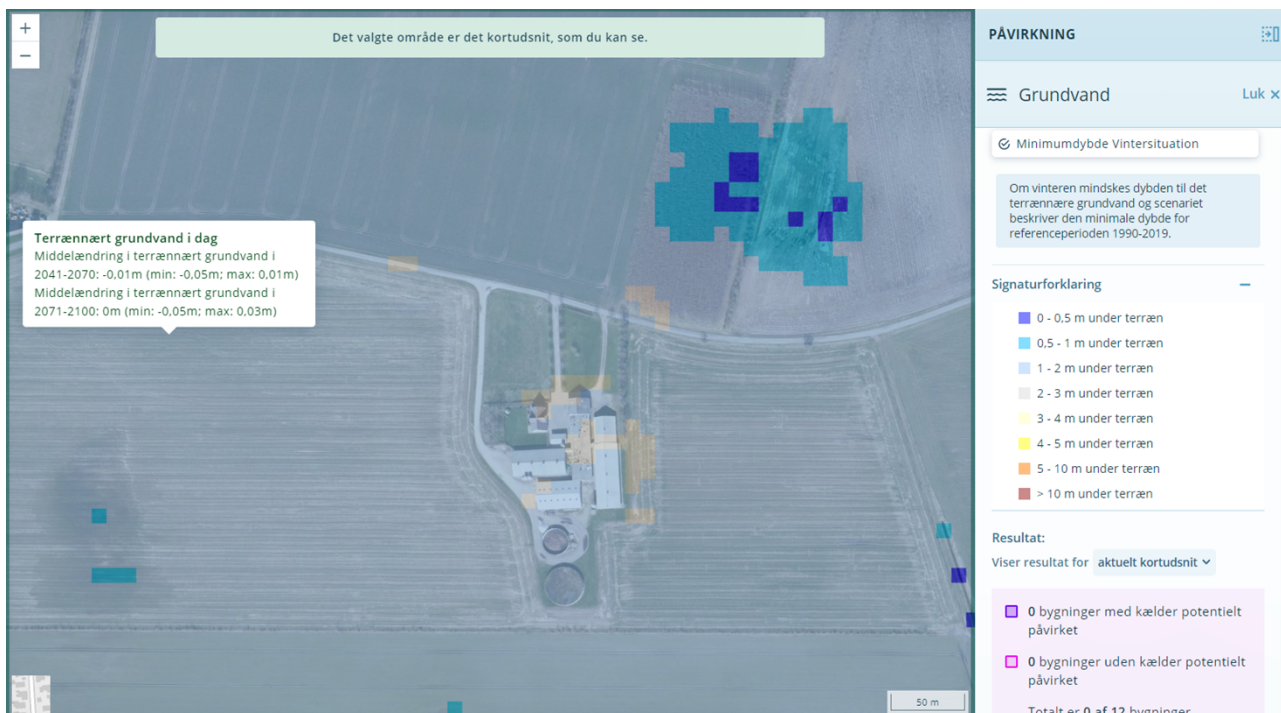 +
−
Det valgte område er det kortudsnit, som du kan se.
Terrænnært grundvand i dag
Middelændring i terrænnært grundvand i
2041-2070: -0,01m (min: -0,05m; max: 0,01m)
Middelændring i terrænnært grundvand i
2071-2100: 0m (min: -0,05m; max: 0,03m)
50 m
PÅVIRKNING
Grundvand
Luk ×
Minimumdybde Vintersituation
Om vinteren mindskes dybden til det
terrænnære grundvand og scenariet
beskriver den minimale dybde for
referenceperioden 1990-2019.
Signaturforklaring −
0 - 0,5 m under terræn
0,5 - 1 m under terræn
1 - 2 m under terræn
2 - 3 m under terræn
3 - 4 m under terræn
4 - 5 m under terræn
5 - 10 m under terræn
> 10 m under terræn
Resultat:
Viser resultat for aktuelt kortudsnit
0 bygninger med kælder potentielt
påvirket
0 bygninger uden kælder potentielt
påvirket
Totalt er 0 af 12 bygninger